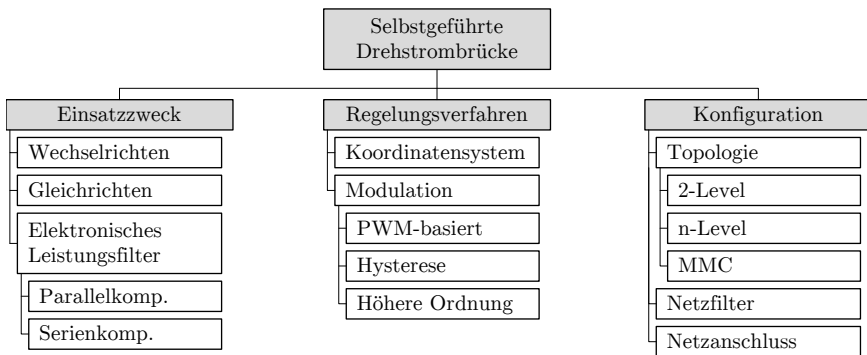 Selbstgeführte
Drehstrombrücke
Einsatzzweck
Wechselrichten
Gleichrichten
Elektronisches
Leistungsfilter
Parallelkomp.
Serienkomp.
Regelungsverfahren
Koordinatensystem
Modulation
PWM-basiert
Hysterese
Höhere Ordnung
Konfiguration
Topologie
2-Level
n-Level
MMC
Netzfilter
Netzanschluss